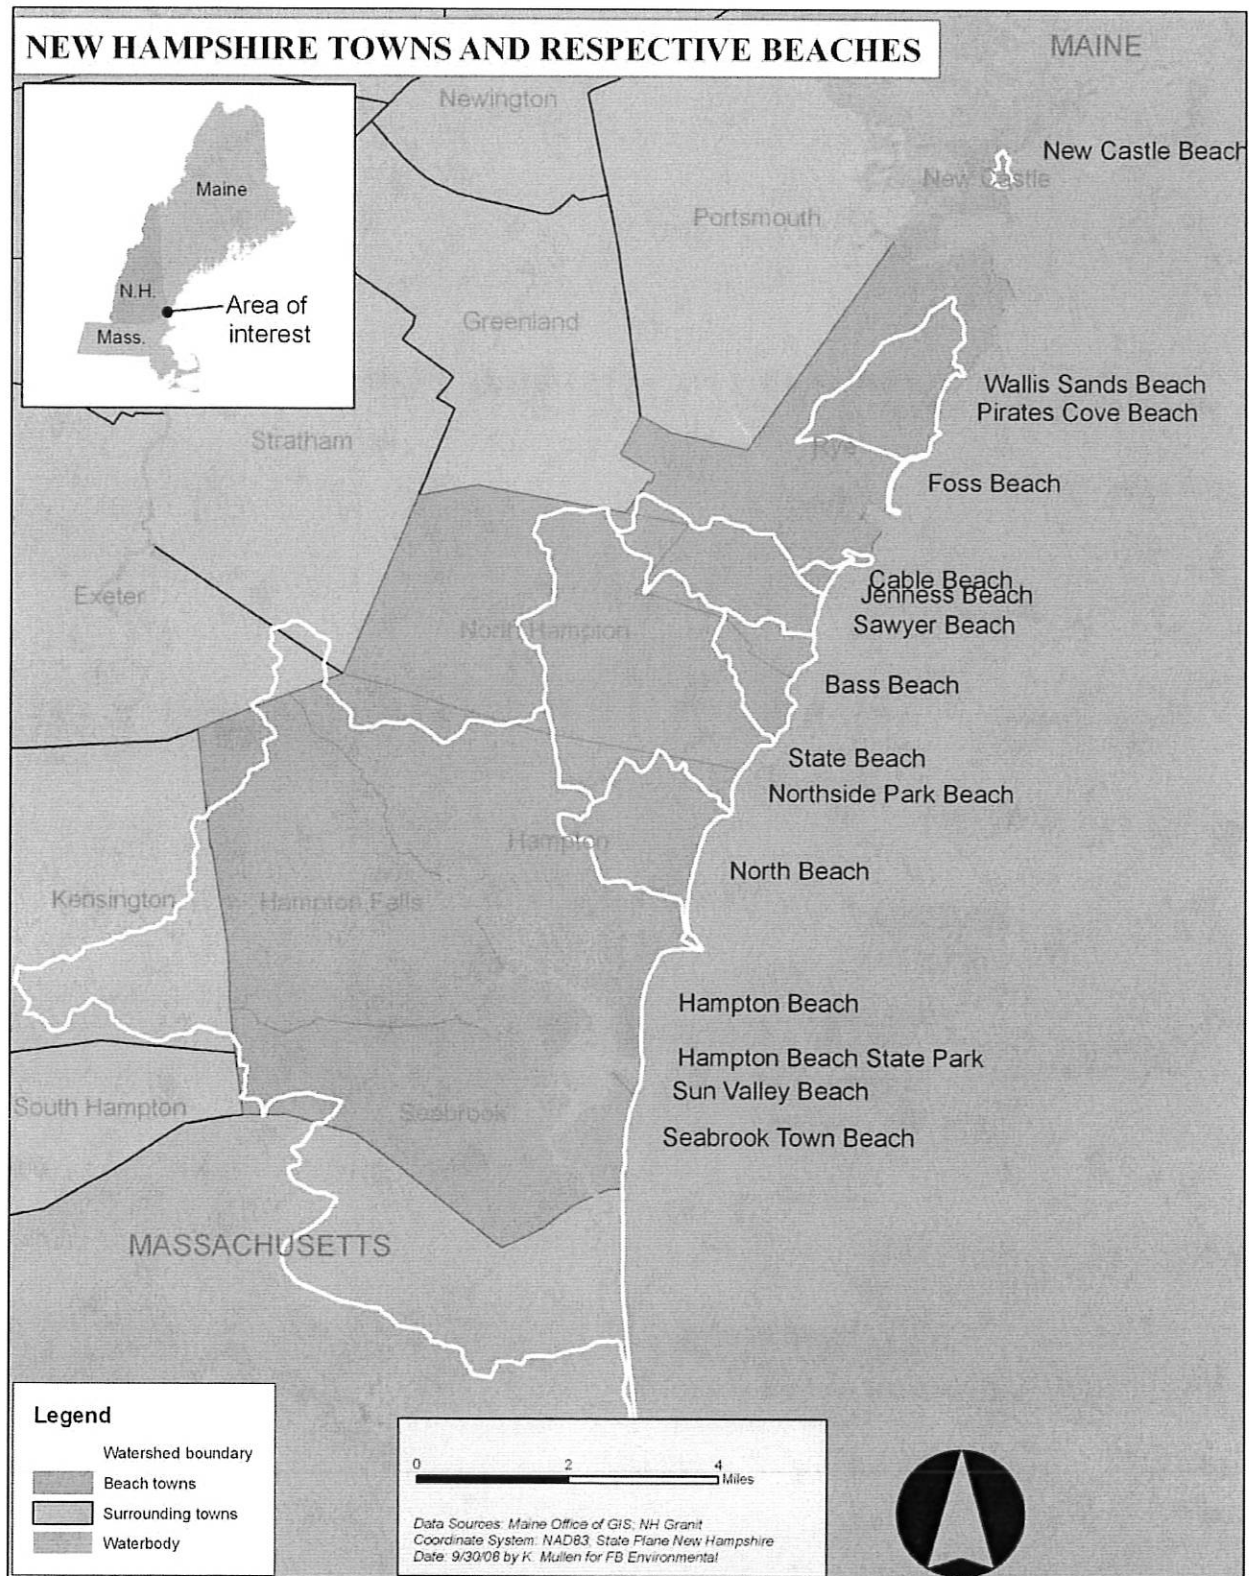 NEW HAMPSHIRE TOWNS AND RESPECTIVE BEACHES
MAINE
Newington
New Castle Beach
New Castle
Maine
Portsmouth
N.H.
Area of
interest
Greenland
Mass.
Wallis Sands Beach
Pirates Cove Beach
Stratham
Rye
Foss Beach
Cable Beach
Jenness Beach
Exeter
Sawyer Beach
North Hampton
Bass Beach
State Beach
Northside Park Beach
Hampton
North Beach
Kensington
Hampton Falls
Hampton Beach
Hampton Beach State Park
Sun Valley Beach
South Hampton
Seabrook
Seabrook Town Beach
MASSACHUSETTS
Legend
Watershed boundary
Beach towns
Surrounding towns
Waterbody
0 2 4
Miles
Data Sources: Maine Office of GIS; NH Granit
Coordinate System: NAD83, State Plane New Hampshire
Date: 9/30/08 by K. Mullen for FB Environmental